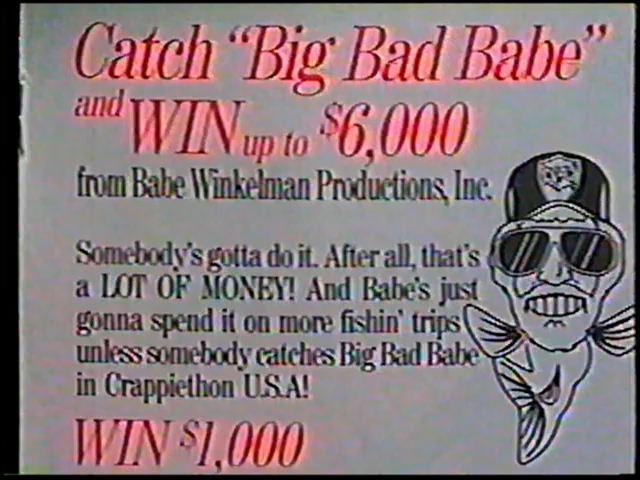 Catch "Big Bad Babe"
and WIN up to $6,000
from Babe Winkelman Productions, Inc.
Somebody's gotta do it. After all, that's
a LOT OF MONEY! And Babe's just
gonna spend it on more fishin' trips
unless somebody catches Big Bad Babe
in Crappiethon U.S.A!
WIN $1,000